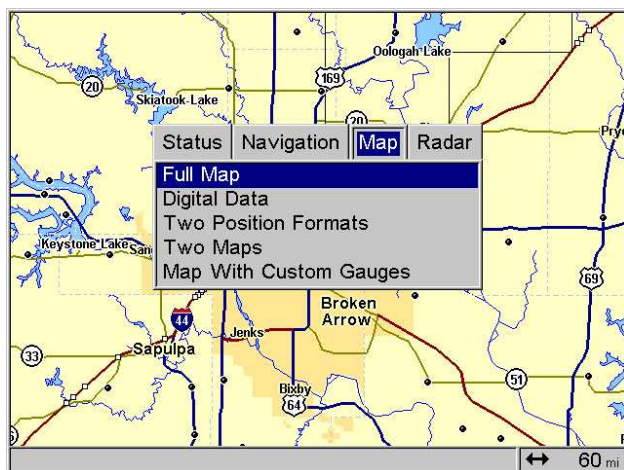 Oologah Lake
169
20
Skiatook Lake
20
Status Navigation Map Radar
Full Map
Digital Data
Two Position Formats
Two Maps
Map With Custom Gauges
Keystone Lake
69
Broken
Arrow
44
Jenks
Sapulpa
33
51
Bixby
64
60 mi